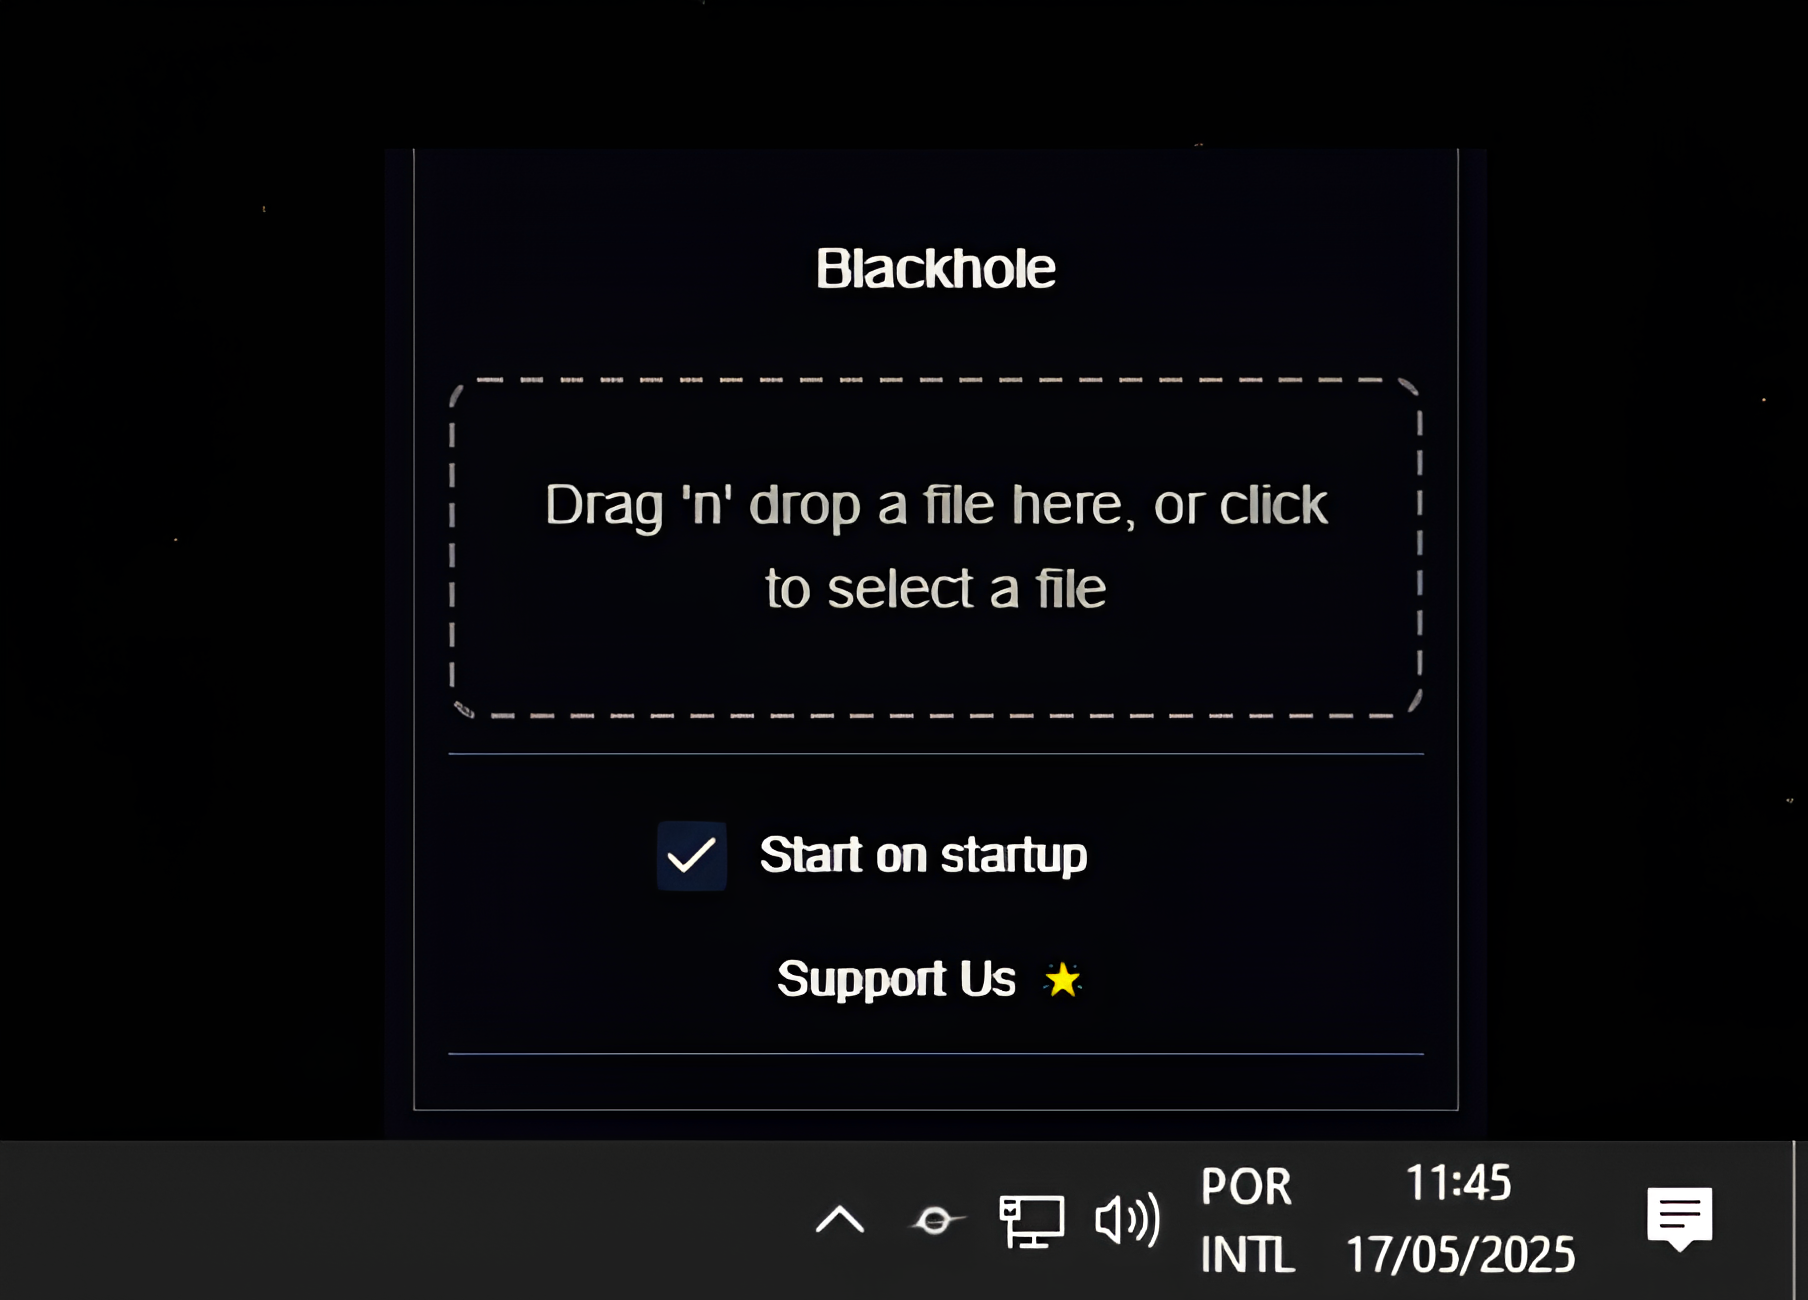 Blackhole
Drag 'n' drop a file here, or click
to select a file
Start on startup
Support Us
POR
INTL
11:45
17/05/2025